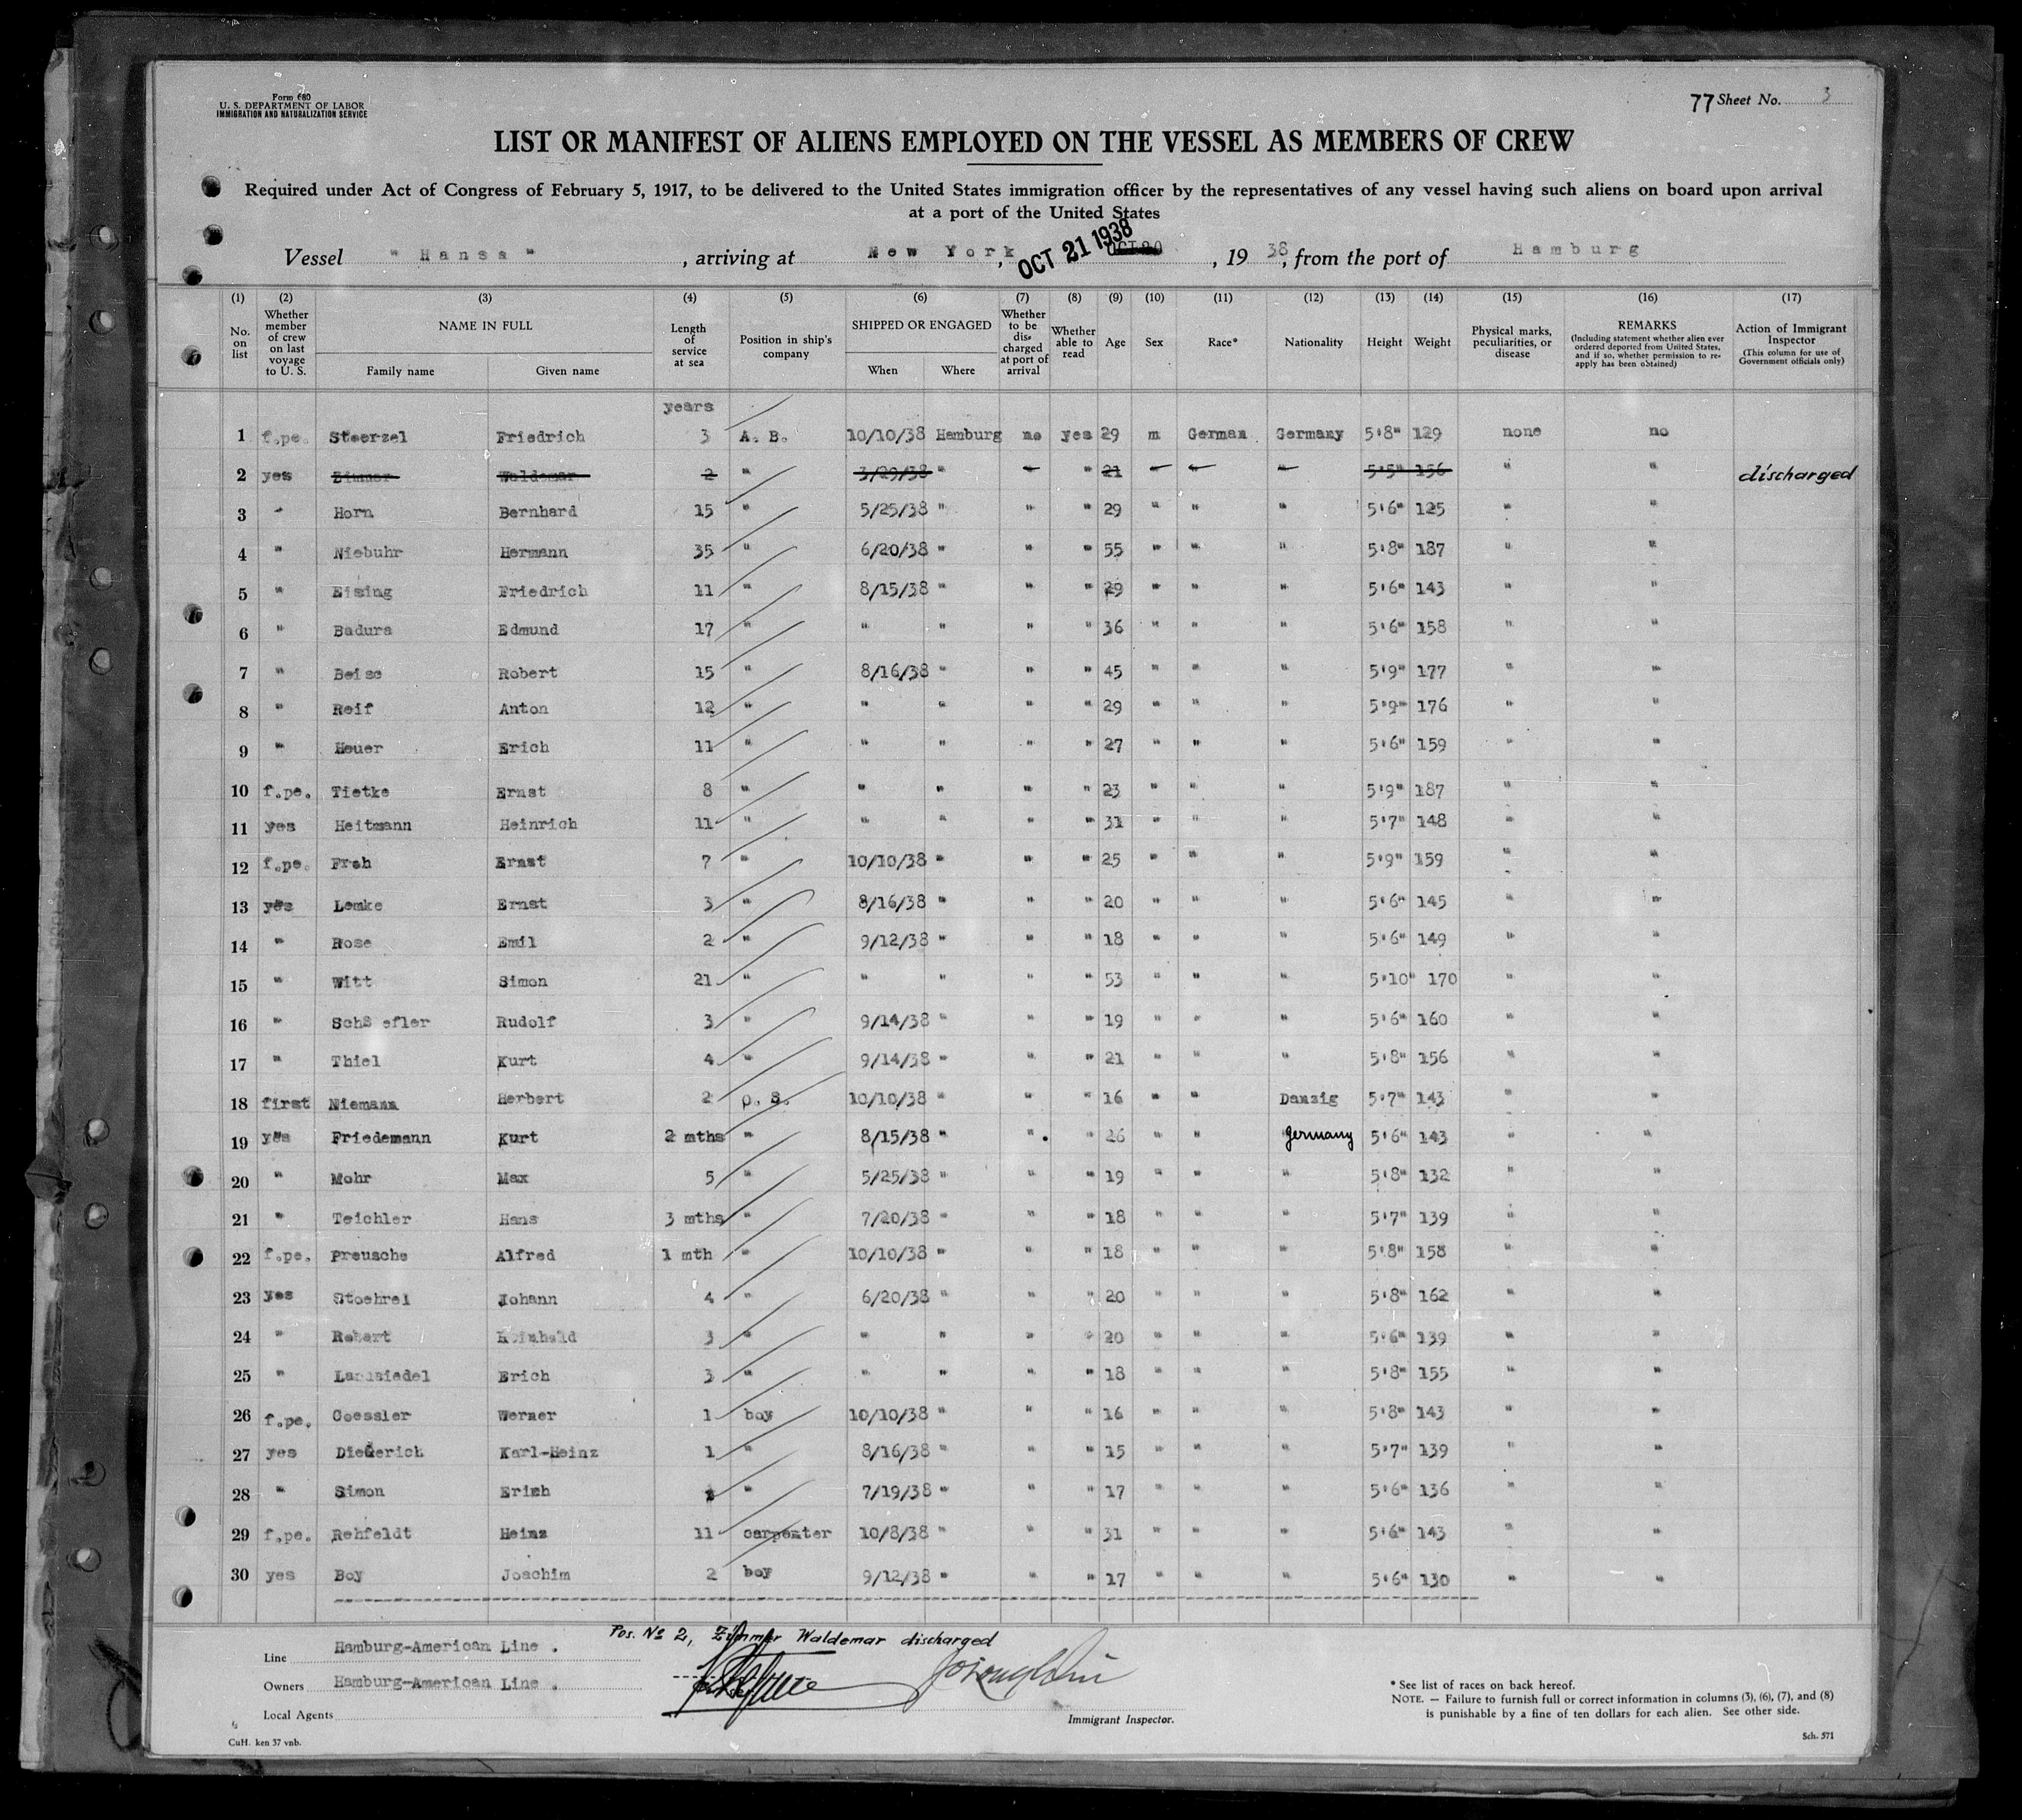 Form 680
U. S. DEPARTMENT OF LABOR
IMMIGRATION AND NATURALIZATION SERVICE
77 Sheet No. 3
LIST OR MANIFEST OF ALIENS EMPLOYED ON THE VESSEL AS MEMBERS OF CREW
Required under Act of Congress of February 5, 1917, to be delivered to the United States immigration officer by the representatives of any vessel having such aliens on board upon arrival
at a port of the United States
Vessel "Hansa", arriving at New York, OCT 21 1938 OCT 20, 1938, from the port of Hamburg
(1) (2) (3) (4) (5) (6) (7) (8) (9) (10) (11) (12) (13) (14) (15) (16) (17)
No. on list
Whether member of crew on last voyage to U. S.
NAME IN FULL
Family name Given name
Length of service at sea
Position in ship's company
SHIPPED OR ENGAGED
When Where
Whether to be discharged at port of arrival
Whether able to read
Age Sex Race* Nationality Height Weight
Physical marks, peculiarities, or disease
REMARKS
(Including statement whether alien ever ordered deported from United States, and if so, whether permission to re-apply has been obtained)
Action of Immigrant Inspector
(This column for use of Government officials only)
years
1 f.pe. Stoerzel Friedrich 3 A. B. 10/10/38 Hamburg no yes 29 m German Germany 5'8" 129 none no
2 yes Zimmer Waldemar 2 " 3/29/38 " " " 21 " " " 5'5" 156 " " discharged
3 " Horn Bernhard 15 " 5/25/38 " " " 29 " " " 5'6" 125 " "
4 " Niebuhr Hermann 35 " 6/20/38 " " " 55 " " " 5'8" 187 " "
5 " Eising Friedrich 11 " 8/15/38 " " " 29 " " " 5'6" 143 " "
6 " Badura Edmund 17 " " " " " 36 " " " 5'6" 158 " "
7 " Beise Robert 15 " 8/16/38 " " " 45 " " " 5'9" 177 " "
8 " Reif Anton 12 " " " " " 29 " " " 5'9" 176 " "
9 " Heuer Erich 11 " " " " " 27 " " " 5'6" 159 " "
10 f.pe. Tietke Ernst 8 " " " " " 23 " " " 5'9" 187 " "
11 yes Heitmann Heinrich 11 " " " " " 31 " " " 5'7" 148 " "
12 f.pe. Froh Ernst 7 " 10/10/38 " " " 25 " " " 5'9" 159 " "
13 yes Lemke Ernst 3 " 8/16/38 " " " 20 " " " 5'6" 145 " "
14 " Rose Emil 2 " 9/12/38 " " " 18 " " " 5'6" 149 " "
15 " Witt Simon 21 " " " " " 53 " " " 5'10" 170 " "
16 " Rudolf 3 " 9/14/38 " " " 19 " " " 5'6" 160 " "
17 " Thiel Kurt 4 " 9/14/38 " " " 21 " " " 5'8" 156 " "
18 first Niemann Herbert 2 o. S. 10/10/38 " " " 16 " " Danzig 5'7" 143 " "
19 yes Friedemann Kurt 2 mths " 8/15/38 " " " 26 " " Germany 5'6" 143 " "
20 " Mohr Max 5 " 5/25/38 " " " 19 " " " 5'8" 132 " "
21 " Teichler Hans 3 mths " 7/20/38 " " " 18 " " " 5'7" 139 " "
22 f.pe. Preusche Alfred 1 mth " 10/10/38 " " " 18 " " " 5'8" 158 " "
23 yes Stoehrel Johann 4 " 6/20/38 " " " 20 " " " 5'8" 162 " "
24 " Robert 3 " " " " " 20 " " " 5'6" 139 " "
25 " Erich 3 " " " " " 18 " " " 5'8" 155 " "
26 f.pe. Goessler Werner 1 boy 10/10/38 " " " 16 " " " 5'8" 143 " "
27 yes Diederich Karl-Heinz 1 " 8/16/38 " " " 15 " " " 5'7" 139 " "
28 " Simon Erich " 7/19/38 " " " 17 " " " 5'6" 136 " "
29 f.pe. Rehfeldt Heinz 11 carpenter 10/8/38 " " " 31 " " " 5'6" 143 " "
30 yes Boy Joachim 2 boy 9/12/38 " " " 17 " " " 5'6" 130 " "
Pos. No 2, Zimmer Waldemar discharged
Line Hamburg-American Line .
Owners Hamburg-American Line .
Local Agents
Immigrant Inspector.
* See list of races on back hereof.
NOTE. — Failure to furnish full or correct information in columns (3), (6), (7), and (8)
is punishable by a fine of ten dollars for each alien. See other side.
CuH. ken 37 vnb.
Sch. 571